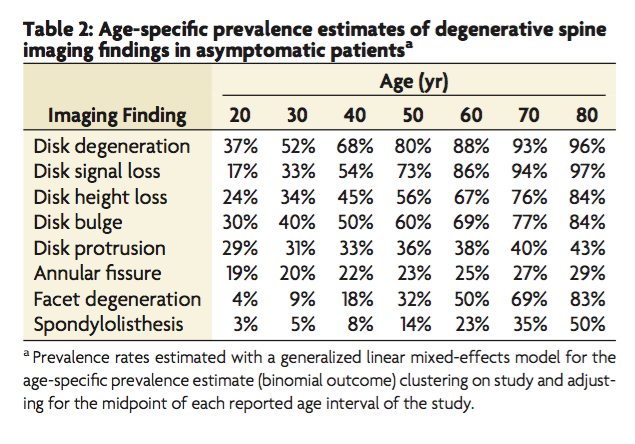 Table 2: Age-specific prevalence estimates of degenerative spine
imaging findings in asymptomatic patientsa
Age (yr)
Imaging Finding 20 30 40 50 60 70 80
Disk degeneration 37% 52% 68% 80% 88% 93% 96%
Disk signal loss 17% 33% 54% 73% 86% 94% 97%
Disk height loss 24% 34% 45% 56% 67% 76% 84%
Disk bulge 30% 40% 50% 60% 69% 77% 84%
Disk protrusion 29% 31% 33% 36% 38% 40% 43%
Annular fissure 19% 20% 22% 23% 25% 27% 29%
Facet degeneration 4% 9% 18% 32% 50% 69% 83%
Spondylolisthesis 3% 5% 8% 14% 23% 35% 50%
a Prevalence rates estimated with a generalized linear mixed-effects model for the
age-specific prevalence estimate (binomial outcome) clustering on study and adjust-
ing for the midpoint of each reported age interval of the study.